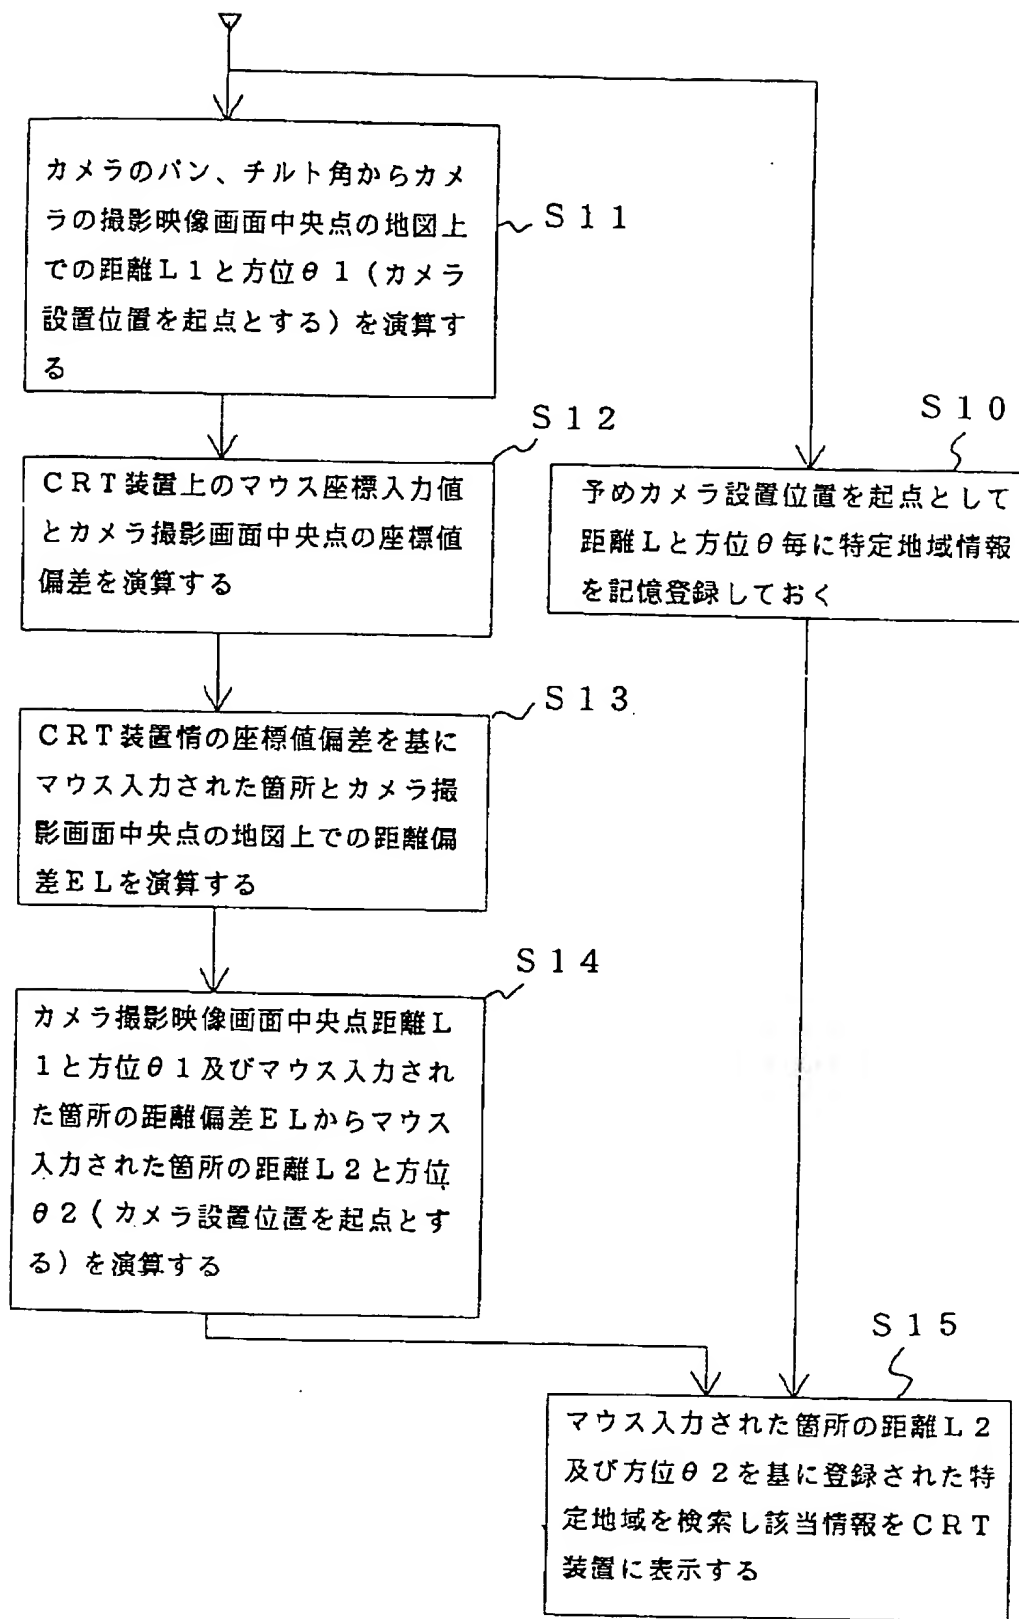 カメラのパン、チルト角からカメ
ラの撮影映像画面中央点の地図上
での距離L1と方位θ1(カメラ
設置位置を起点とする)を演算す
る
S11
S12
CRT装置上のマウス座標入力値
とカメラ撮影画面中央点の座標値
偏差を演算する
S10
予めカメラ設置位置を起点として
距離Lと方位θ毎に特定地域情報
を記憶登録しておく
S13
CRT装置情の座標値偏差を基に
マウス入力された箇所とカメラ撮
影画面中央点の地図上での距離偏
差ELを演算する
S14
カメラ撮影映像画面中央点距離L
1と方位θ1及びマウス入力され
た箇所の距離偏差ELからマウス
入力された箇所の距離L2と方位
θ2(カメラ設置位置を起点とす
る)を演算する
S15
マウス入力された箇所の距離L2
及び方位θ2を基に登録された特
定地域を検索し該当情報をCRT
装置に表示する